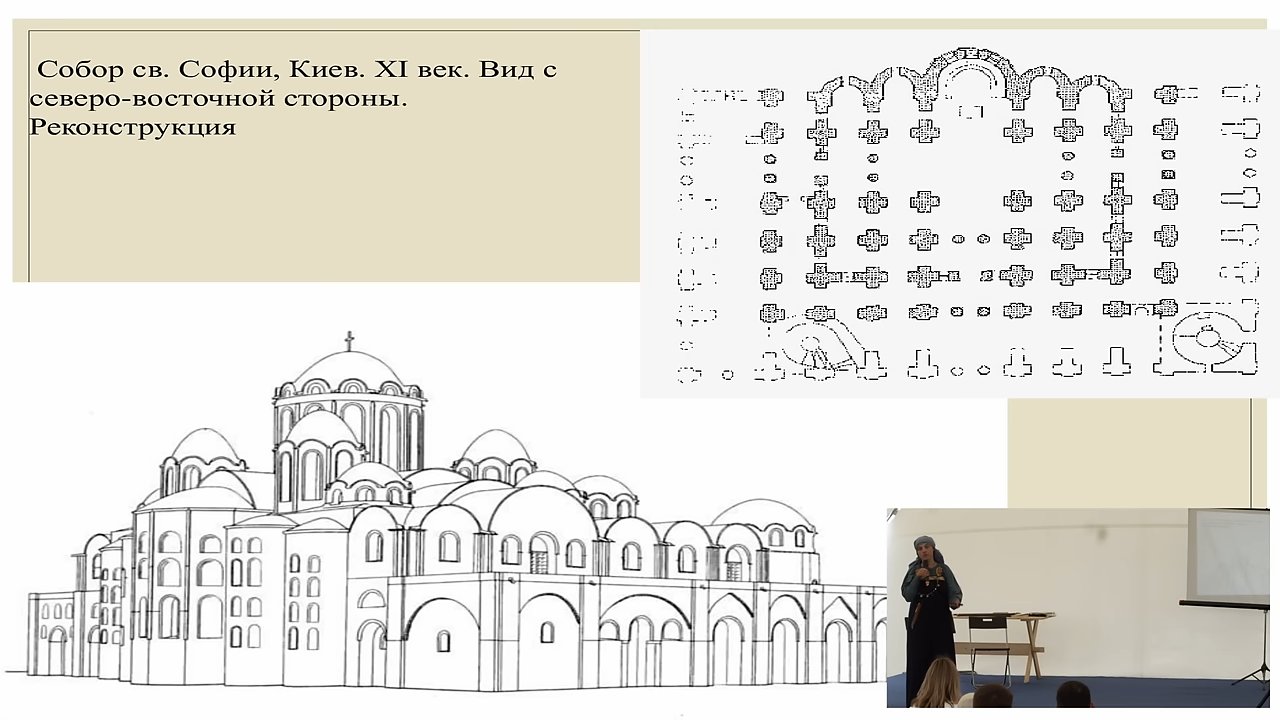 Собор св. Софии, Киев. XI век. Вид с
северо-восточной стороны.
Реконструкция